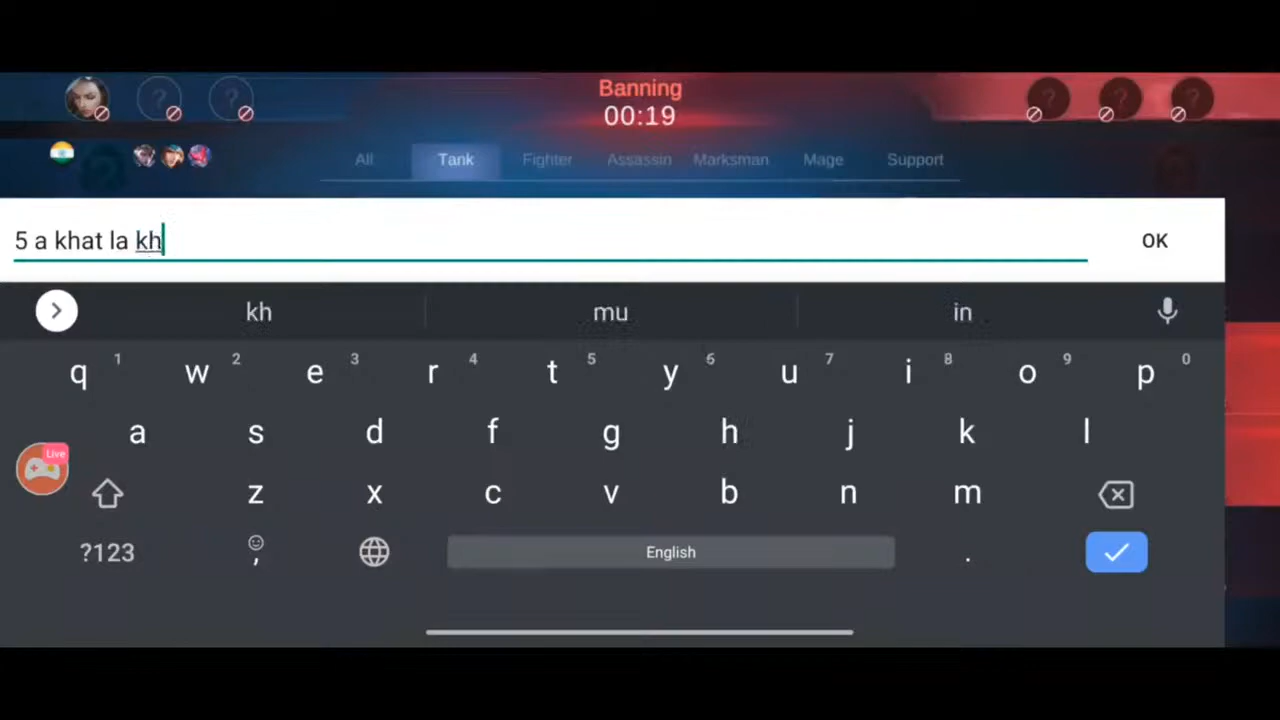 Banning
00:19
All Tank Fighter Assassin Marksman Mage Support
5 a khat la kh OK
kh mu in
q 1 w 2 e 3 r 4 t 5 y 6 u 7 i 8 o 9 p 0
a s d f g h j k l
Live
z x c v b n m
?123 , English .